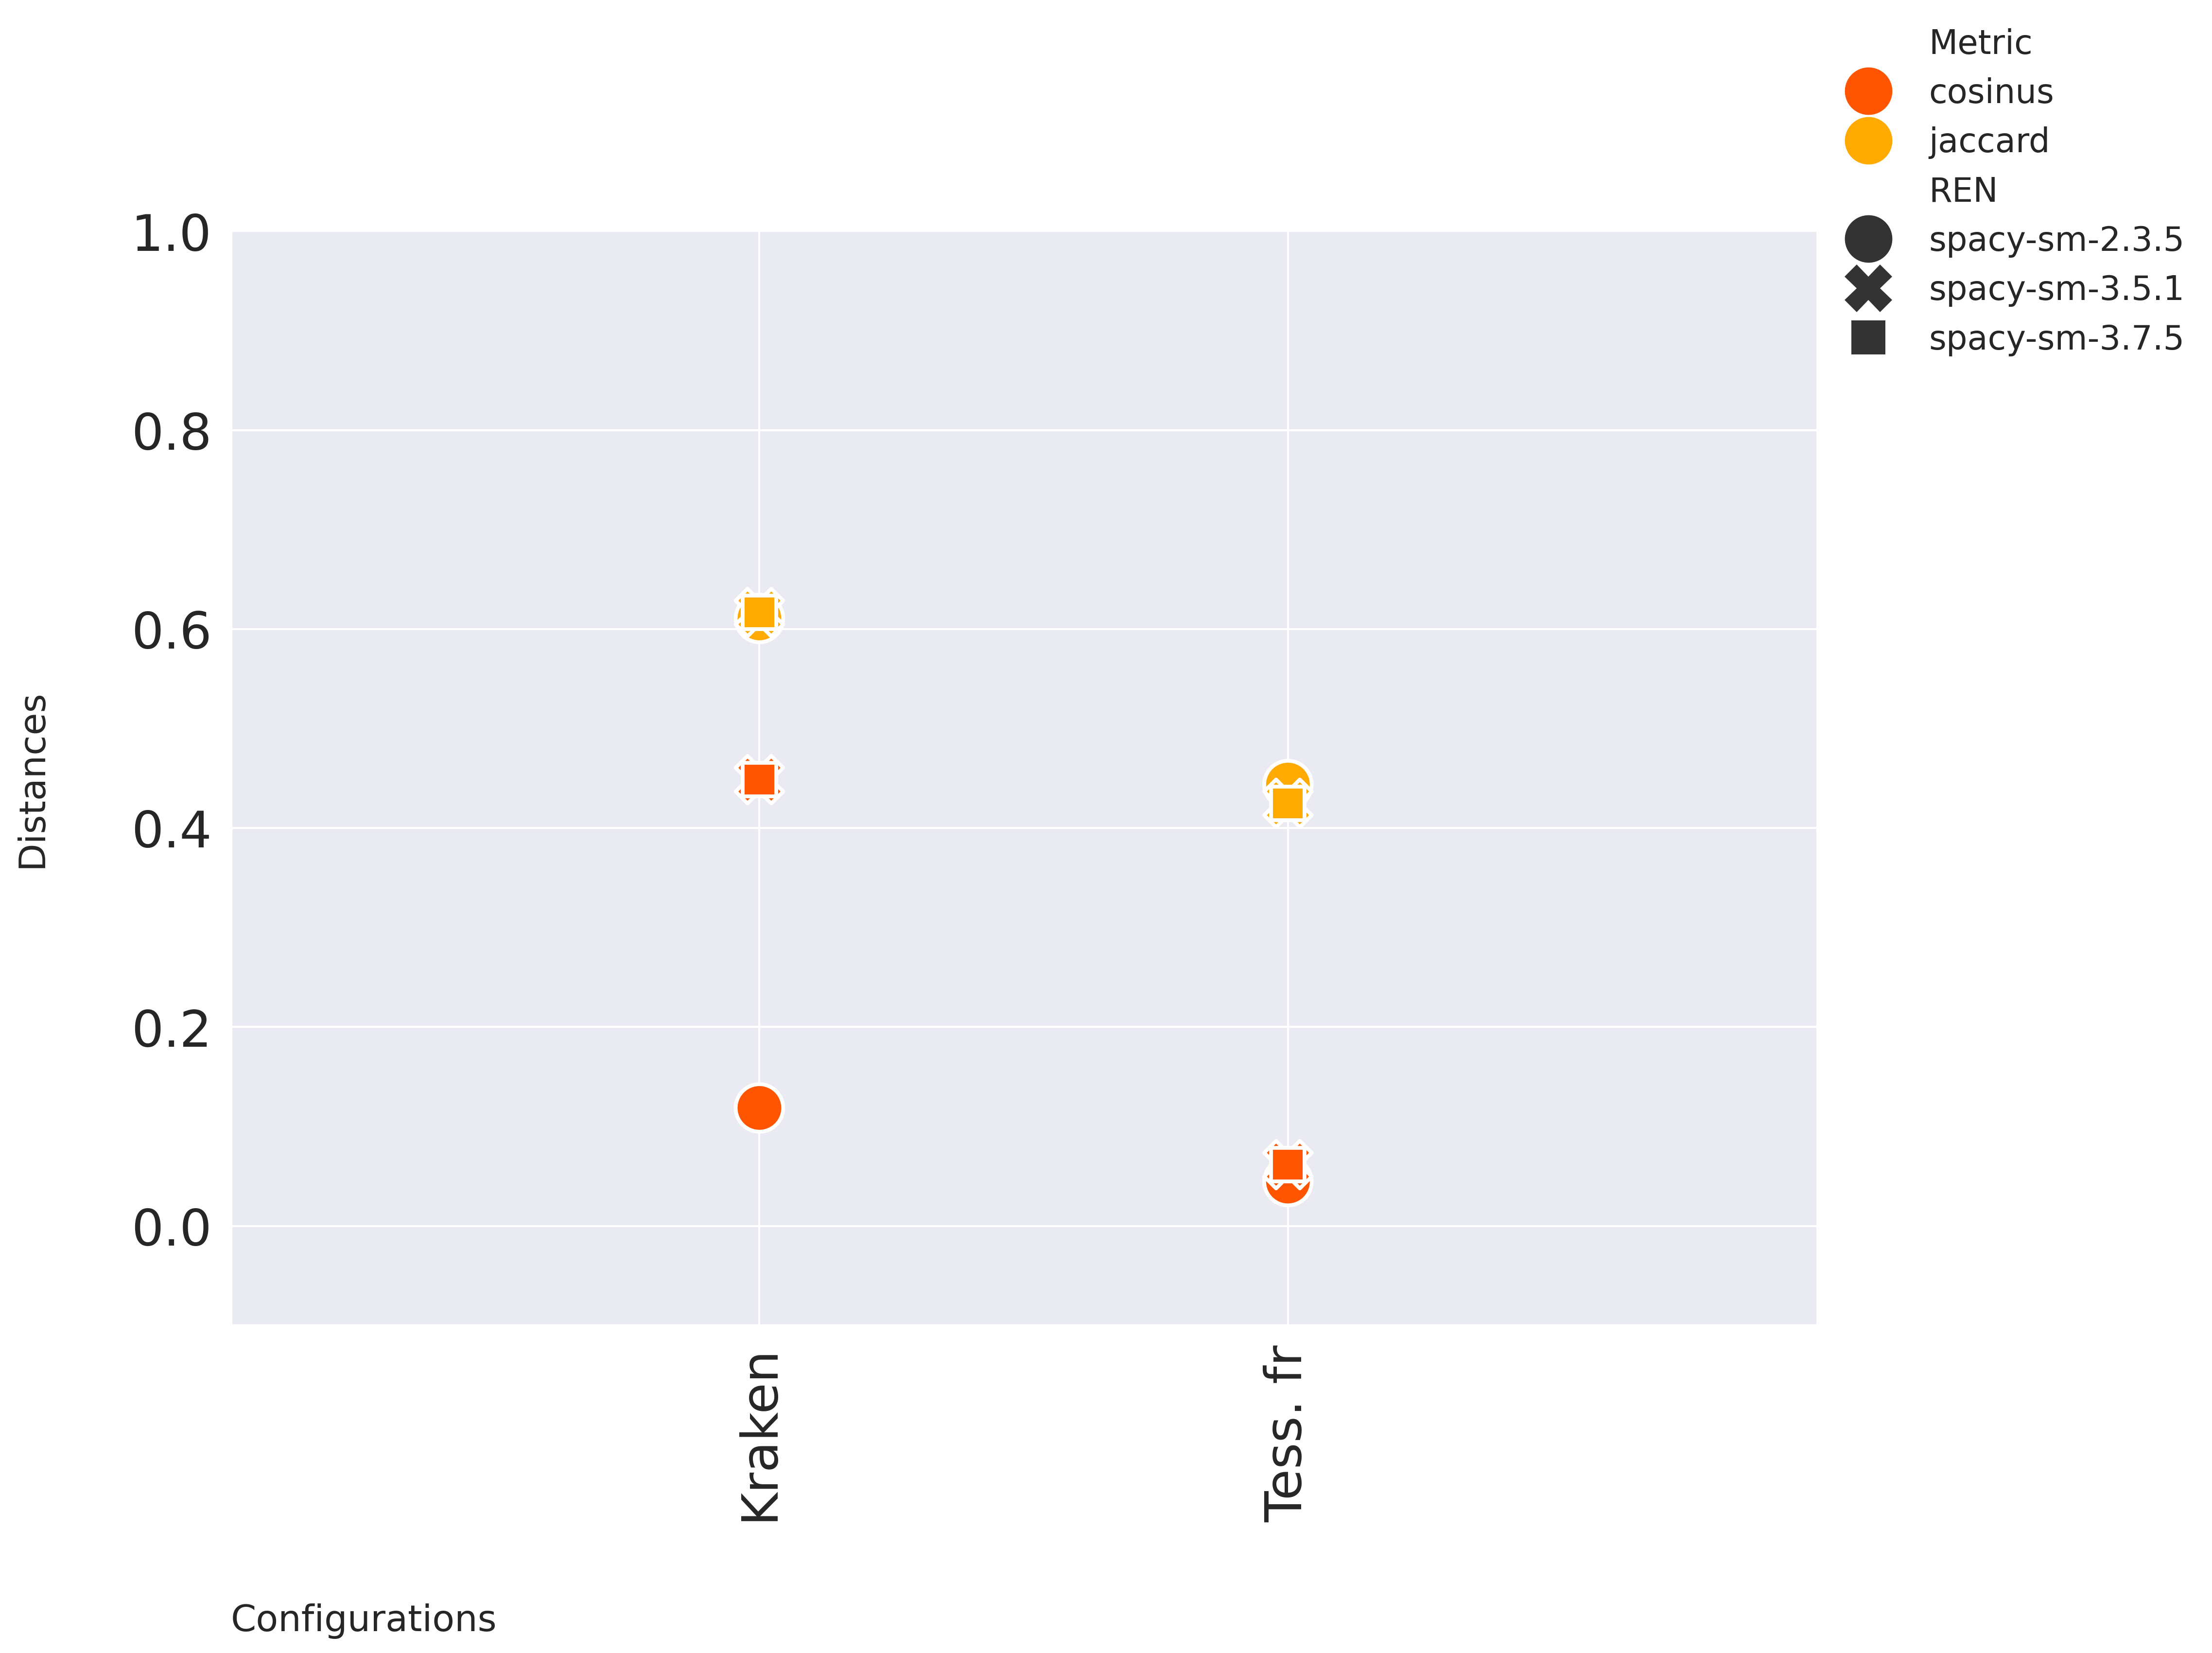 Metric
cosinus
jaccard
REN
spacy-sm-2.3.5
spacy-sm-3.5.1
spacy-sm-3.7.5
1.0
0.8
0.6
0.4
0.2
0.0
Distances
Kraken
Tess. fr
Configurations